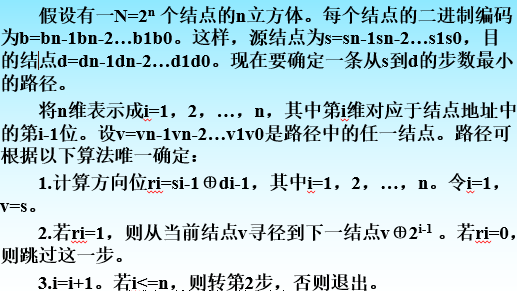 假设有一N=2ⁿ 个结点的n立方体。每个结点的二进制编码
为b=bn-1bn-2…b1b0。这样，源结点为s=sn-1sn-2…s1s0，目
的结点d=dn-1dn-2…d1d0。现在要确定一条从s到d的步数最小
的路径。
将n维表示成i=1，2，…，n，其中第i维对应于结点地址中
的第i-1位。设v=vn-1vn-2…v1v0是路径中的任一结点。路径可
根据以下算法唯一确定：
1.计算方向位ri=si-1⊕di-1，其中i=1，2，…，n。令i=1，
v=s。
2.若ri=1，则从当前结点v寻径到下一结点v⊕2ⁱ⁻¹ 。若ri=0，
则跳过这一步。
3.i=i+1。若i<=n，则转第2步，否则退出。